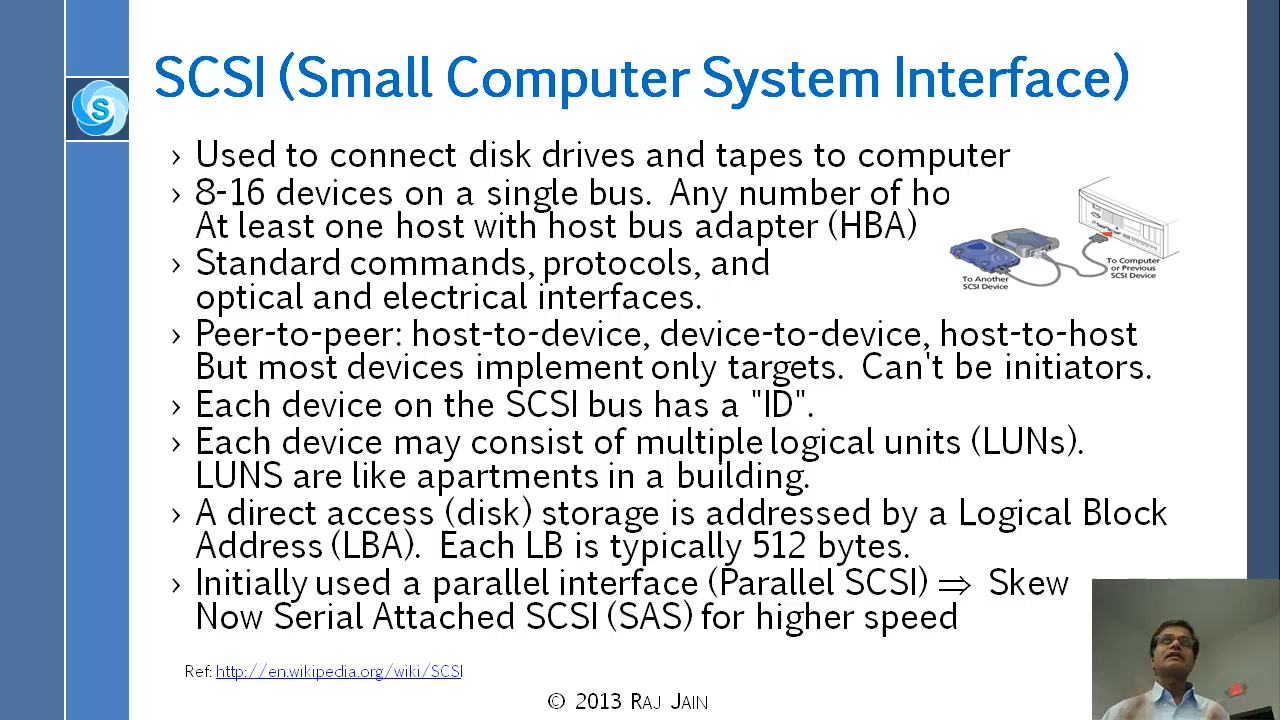 SCSI (Small Computer System Interface)
S
› Used to connect disk drives and tapes to computer
› 8-16 devices on a single bus.  Any number of ho
At least one host with host bus adapter (HBA)
› Standard commands, protocols, and
optical and electrical interfaces.
To Another
SCSI Device
To Computer
or Previous
SCSI Device
› Peer-to-peer: host-to-device, device-to-device, host-to-host
But most devices implement only targets.  Can't be initiators.
› Each device on the SCSI bus has a "ID".
› Each device may consist of multiple logical units (LUNs).
LUNS are like apartments in a building.
› A direct access (disk) storage is addressed by a Logical Block
Address (LBA).  Each LB is typically 512 bytes.
› Initially used a parallel interface (Parallel SCSI) ⇒ Skew
Now Serial Attached SCSI (SAS) for higher speed
Ref: http://en.wikipedia.org/wiki/SCSI
© 2013 RAJ JAIN